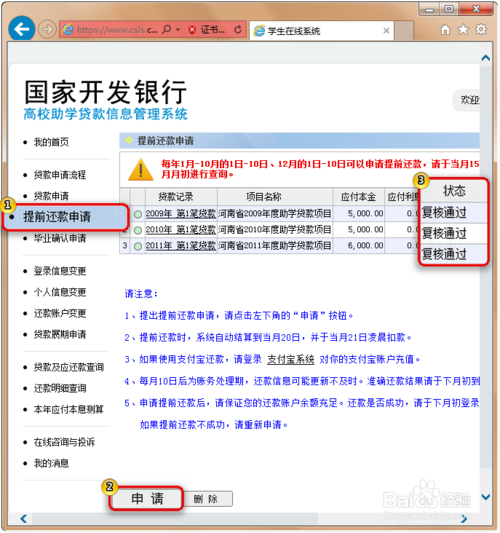 https://www.csls.c...
证书...
学生在线系统
国家开发银行
高校助学贷款信息管理系统
欢迎
我的首页
贷款申请流程
贷款申请
1
提前还款申请
毕业确认申请
登录信息变更
个人信息变更
还款账户变更
贷款展期申请
贷款及应还款查询
还款明细查询
本年应付本息测算
在线咨询与投诉
我的消息
提前还款申请
每年1月-10月的1日-10日、12月的1日-10日可以申请提前还款，请于当月15
月月初进行查询。
贷款记录 项目名称 应付本金 应付利 3 状态
2009年 第1笔贷款 河南省2009年度助学贷款项目 5,000.00 0.0 复核通过
2010年 第1笔贷款 河南省2010年度助学贷款项目 5,000.00 0. 复核通过
3 2011年 第1笔贷款 河南省2011年度助学贷款项目 6,000.00 0. 复核通过
请注意：
1、提出提前还款申请，请点击左下角的“申请”按钮。
2、提前还款时，系统自动结算到当月20日，并于当月21日凌晨扣款。
3、如果使用支付宝还款，请登录 支付宝系统 对你的支付宝账户充值。
4、每月10日后为账务处理期，还款信息可能更新不及时。准确还款结果请于下月初到
5、申请提前还款后，请保证您的还款账户余额充足。还款是否成功，请于下月初登录
如果提前还款不成功，请重新申请。
2
申 请
删 除
Baidu经验